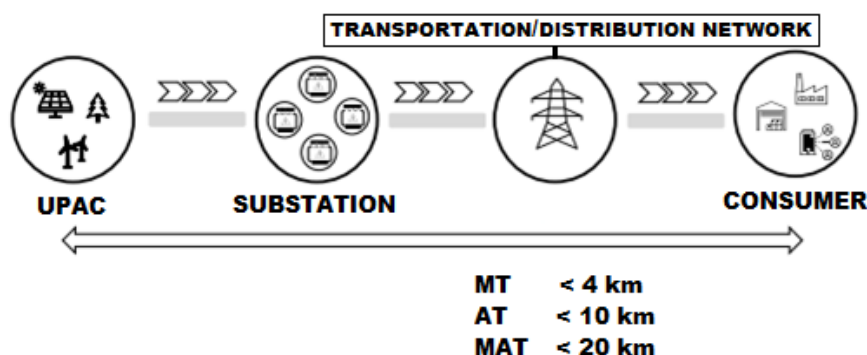 TRANSPORTATION/DISTRIBUTION NETWORK
UPAC
SUBSTATION
CONSUMER
MT < 4 km
AT < 10 km
MAT < 20 km